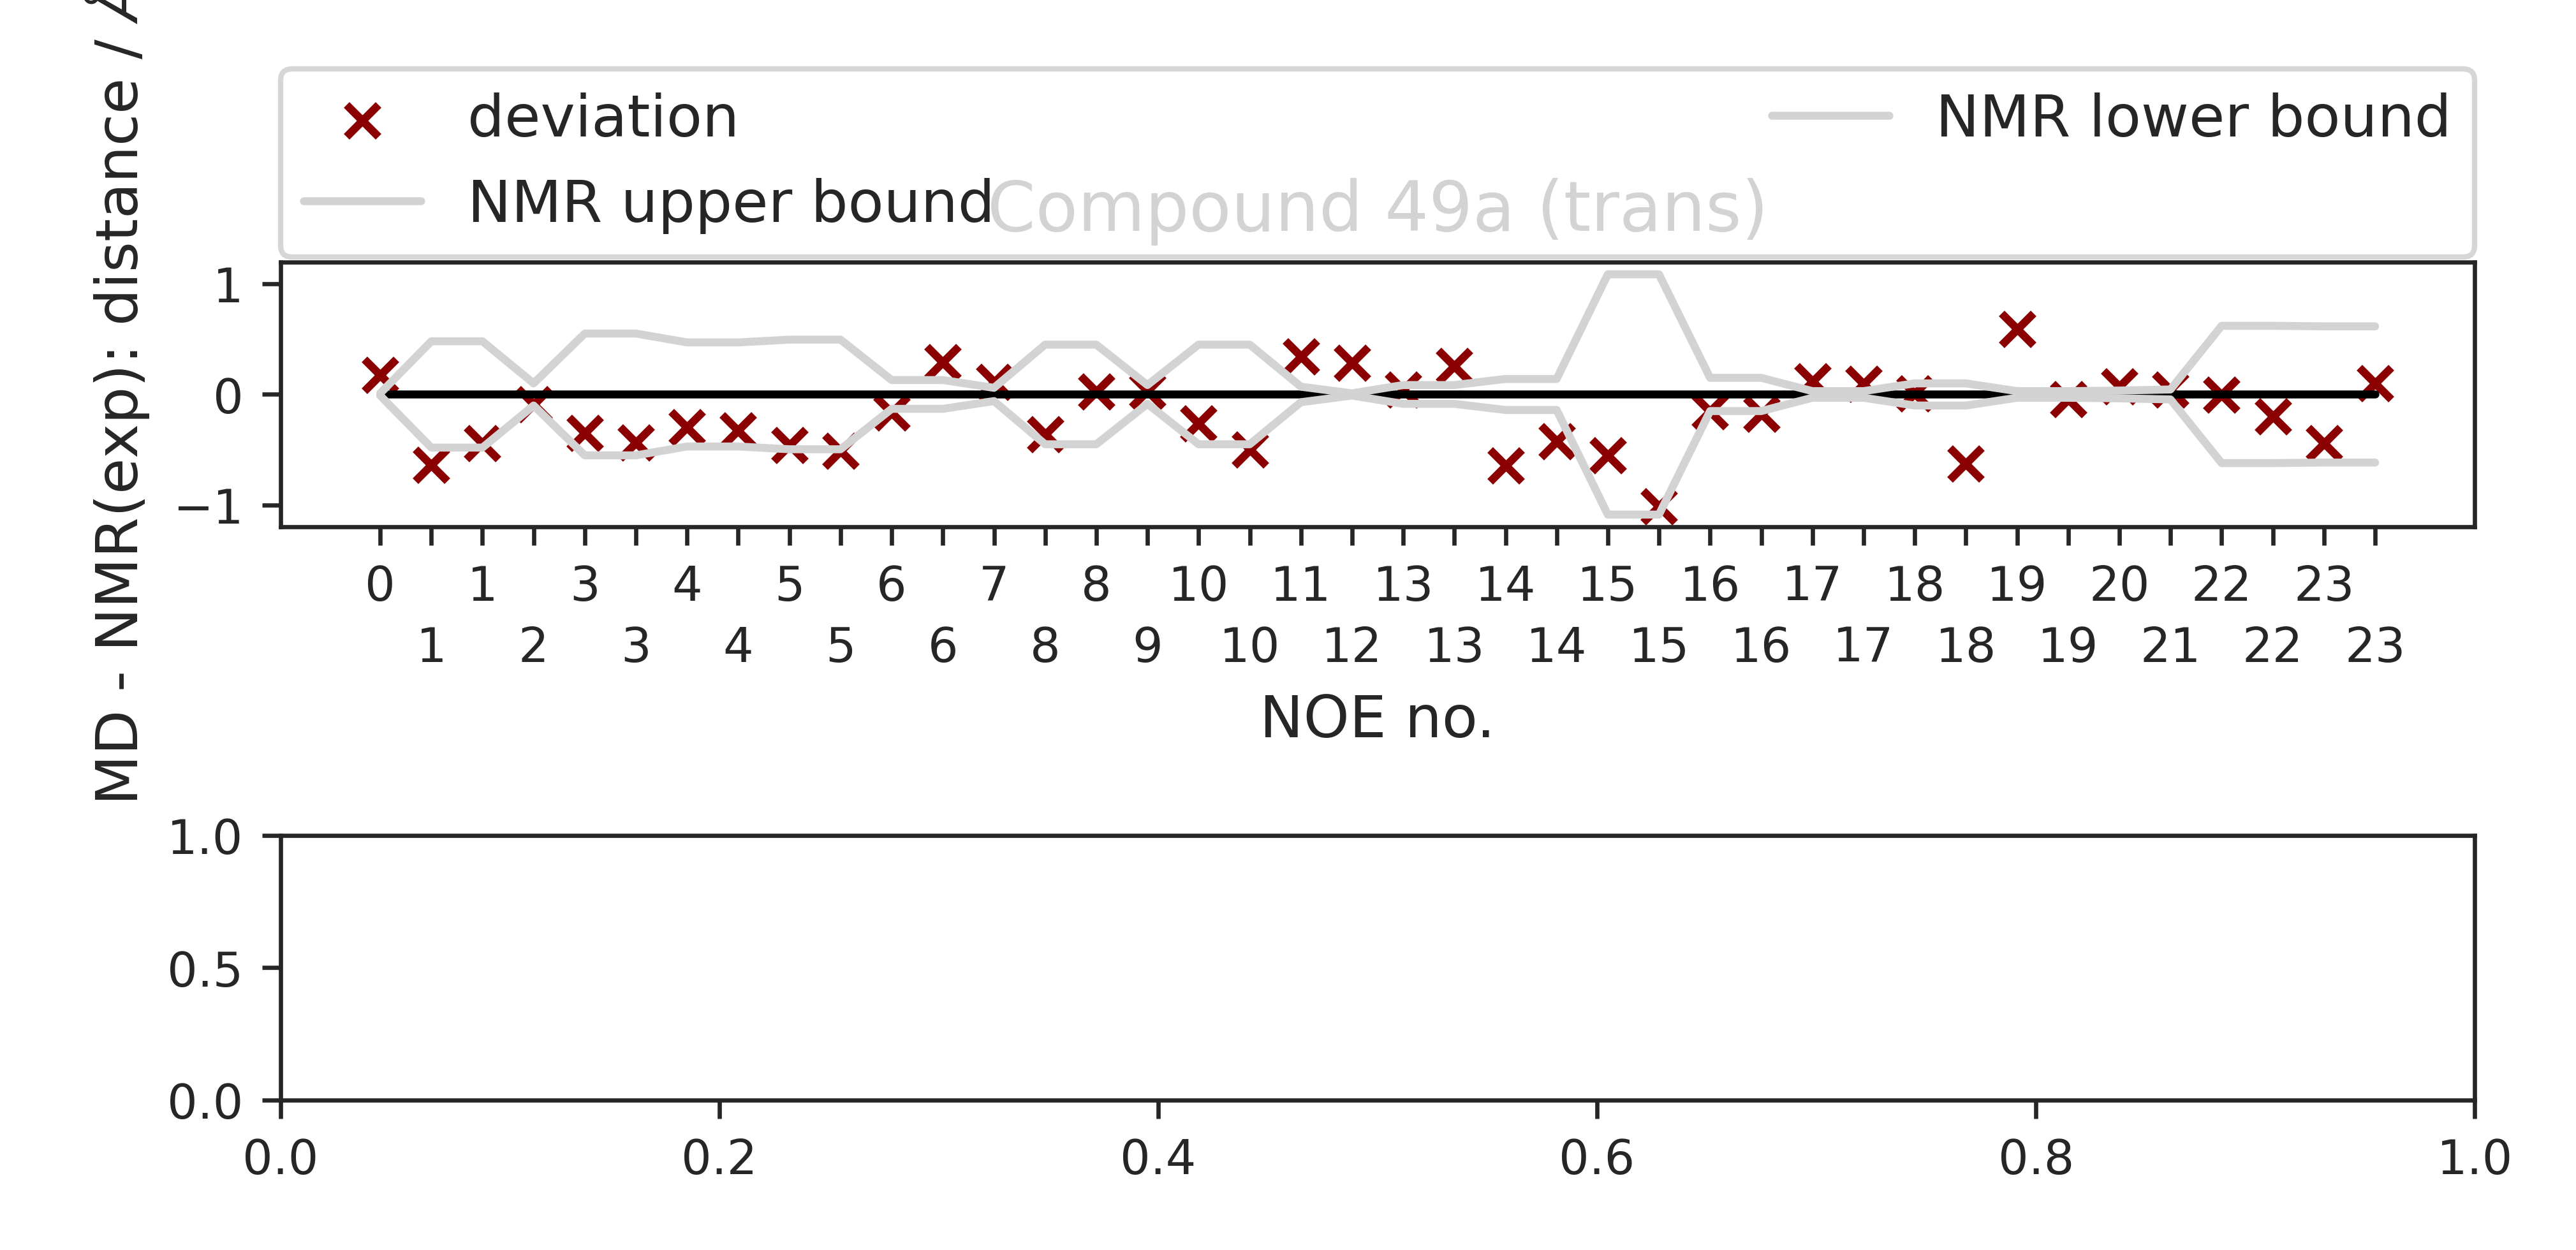 MD - NMR(exp): distance / Å
deviation
NMR lower bound
NMR upper bound
Compound 49a (trans)
1
0
−1
0 1 3 4 5 6 7 8 10 11 13 14 15 16 17 18 19 20 22 23
1 2 3 4 5 6 8 9 10 12 13 14 15 16 17 18 19 21 22 23
NOE no.
1.0
0.5
0.0
0.0 0.2 0.4 0.6 0.8 1.0